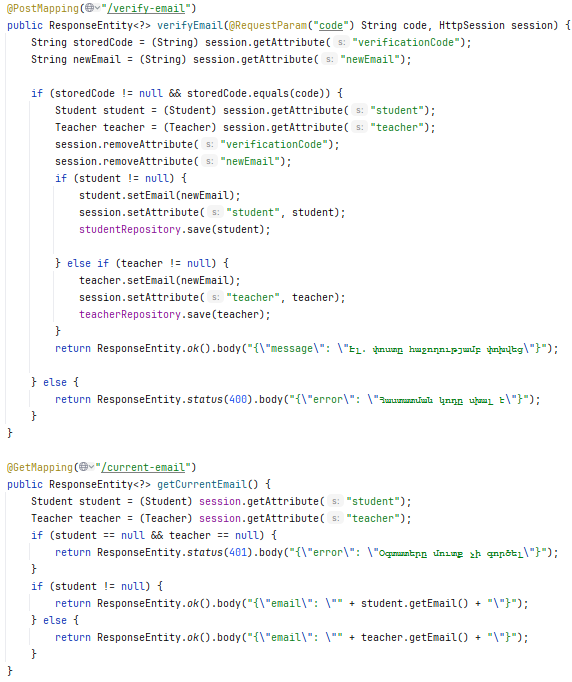 @PostMapping("/verify-email")
public ResponseEntity<?> verifyEmail(@RequestParam("code") String code, HttpSession session) {
    String storedCode = (String) session.getAttribute( s: "verificationCode");
    String newEmail = (String) session.getAttribute( s: "newEmail");
    if (storedCode != null && storedCode.equals(code)) {
        Student student = (Student) session.getAttribute( s: "student");
        Teacher teacher = (Teacher) session.getAttribute( s: "teacher");
        session.removeAttribute( s: "verificationCode");
        session.removeAttribute( s: "newEmail");
        if (student != null) {
            student.setEmail(newEmail);
            session.setAttribute( s: "student", student);
            studentRepository.save(student);
        } else if (teacher != null) {
            teacher.setEmail(newEmail);
            session.setAttribute( s: "teacher", teacher);
            teacherRepository.save(teacher);
        }
        return ResponseEntity.ok().body("{\"message\": \"Էլ. փոստը հաջողությամբ փոխվեց\"}");
    } else {
        return ResponseEntity.status(400).body("{\"error\": \"Հաստատման կոդը սխալ է\"}");
    }
}
@GetMapping("/current-email")
public ResponseEntity<?> getCurrentEmail() {
    Student student = (Student) session.getAttribute( s: "student");
    Teacher teacher = (Teacher) session.getAttribute( s: "teacher");
    if (student == null && teacher == null) {
        return ResponseEntity.status(401).body("{\"error\": \"Օգտատերը մուտք չի գործել\"}");
    }
    if (student != null) {
        return ResponseEntity.ok().body("{\"email\": \"" + student.getEmail() + "\"}");
    } else {
        return ResponseEntity.ok().body("{\"email\": \"" + teacher.getEmail() + "\"}");
    }
}